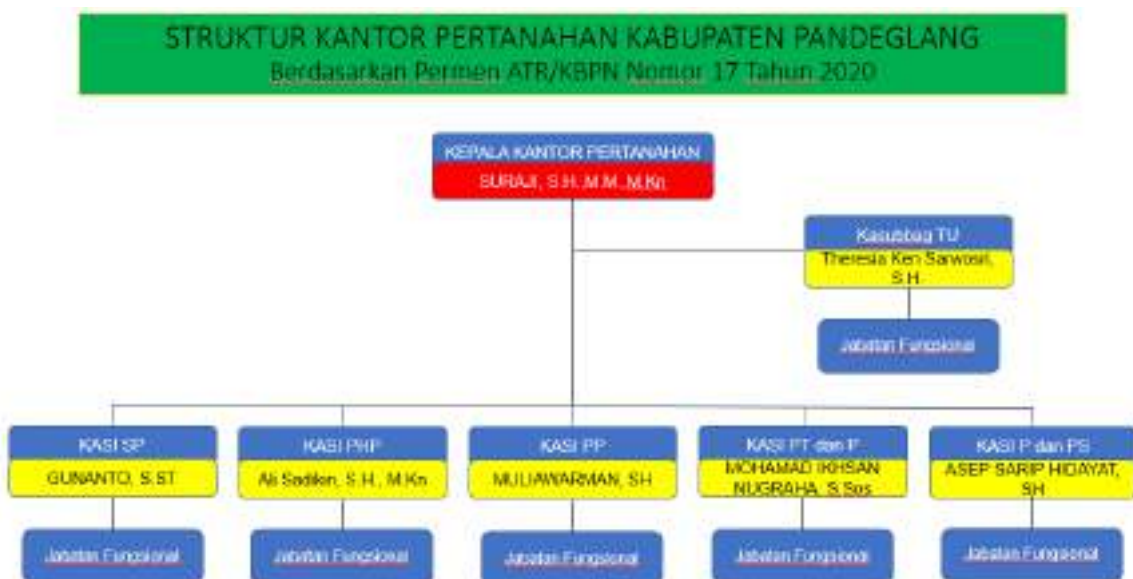 STRUKTUR KANTOR PERTANAHAN KABUPATEN PANDEGLANG
Berdasarkan Permen ATR/KBPN Nomor 17 Tahun 2020
KEPALA KANTOR PERTANAHAN
SURAJI, S.H. M.M. M.Kn
Kasubbag TU
Theresia Ken Sarwosri,
S.H
Jabatan Fungsional
KASI SP
GUNANTO, S.ST
Jabatan Fungsional
KASI PHP
Ali Sadikin, S.H., M.Kn
Jabatan Fungsional
KASI PP
MULIAWARMAN, SH
Jabatan Fungsional
KASI PT dan P
MOHAMAD IKHSAN
NUGRAHA, S.Sos
Jabatan Fungsional
KASI P dan PS
ASEP SARIP HIDAYAT,
SH
Jabatan Fungsional